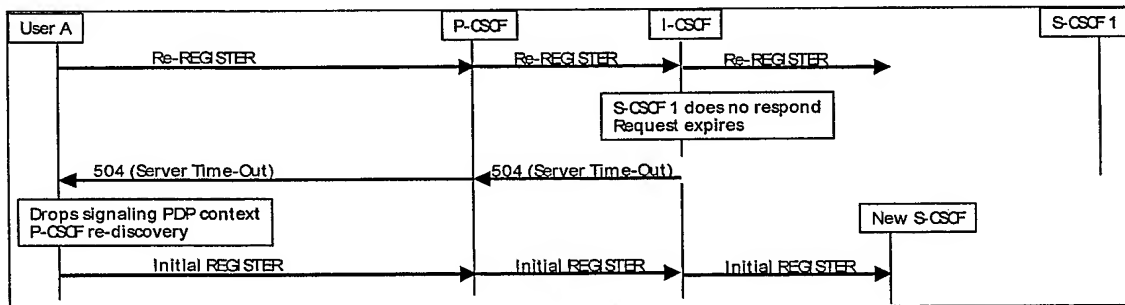 User A
P-CSCF
I-CSCF
S-CSCF 1
Re-REGISTER
Re-REGISTER
Re-REGISTER
S-CSCF 1 does no respond
Request expires
504 (Server Time-Out)
504 (Server Time-Out)
Drops signaling PDP context
P-CSCF re-discovery
New S-CSCF
Initial REGISTER
Initial REGISTER
Initial REGISTER